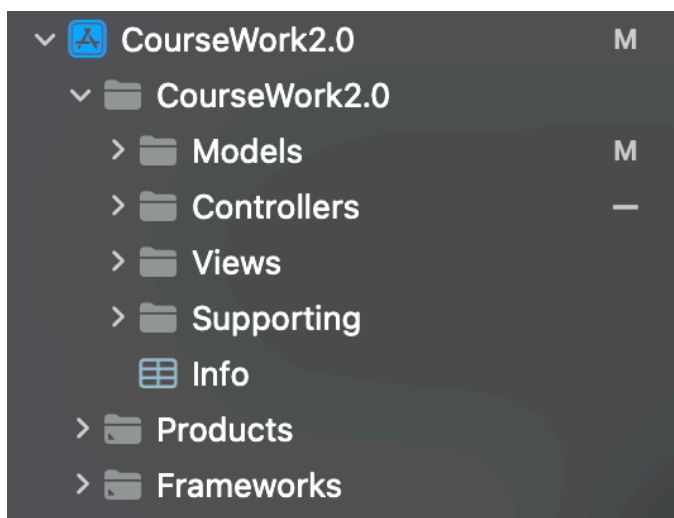 CourseWork2.0 M
CourseWork2.0
Models M
Controllers –
Views
Supporting
Info
Products
Frameworks